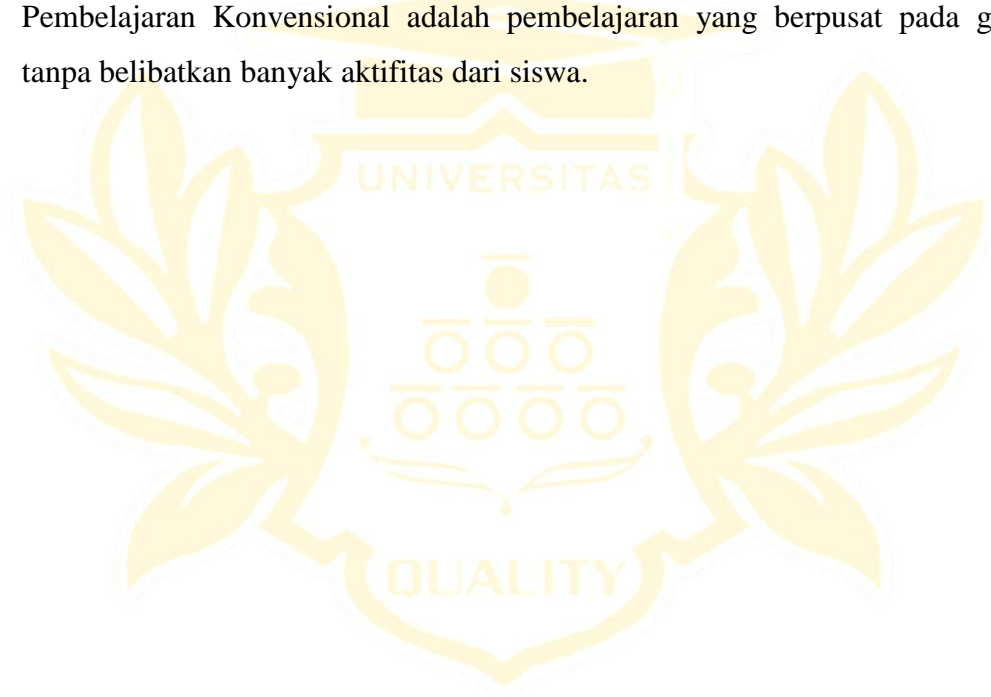 Pembelajaran Konvensional adalah pembelajaran yang berpusat pada g
tanpa belibatkan banyak aktifitas dari siswa.
UNIVERSITAS
QUALITY